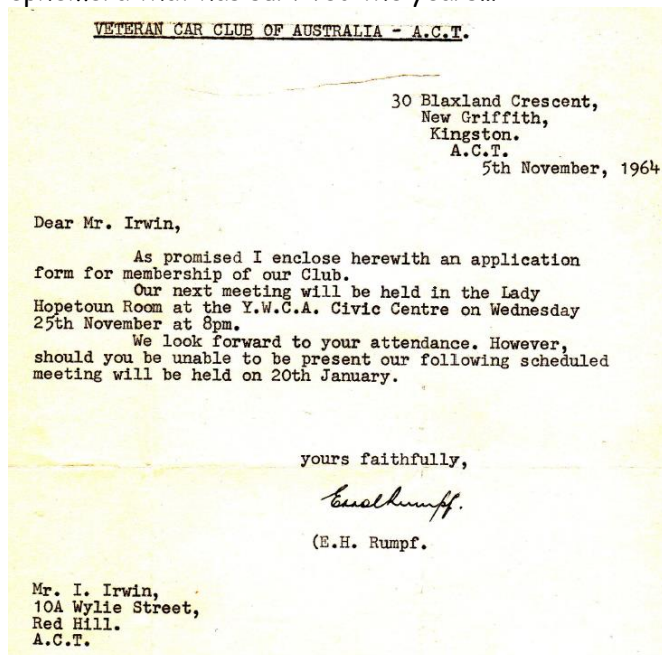 VETERAN CAR CLUB OF AUSTRALIA - A.C.T.
30 Blaxland Crescent,
New Griffith,
Kingston.
A.C.T.
5th November, 1964
Dear Mr. Irwin,
As promised I enclose herewith an application
form for membership of our Club.
Our next meeting will be held in the Lady
Hopetoun Room at the Y.W.C.A. Civic Centre on Wednesday
25th November at 8pm.
We look forward to your attendance. However,
should you be unable to be present our following scheduled
meeting will be held on 20th January.
yours faithfully,
(E.H. Rumpf.
Mr. I. Irwin,
10A Wylie Street,
Red Hill.
A.C.T.